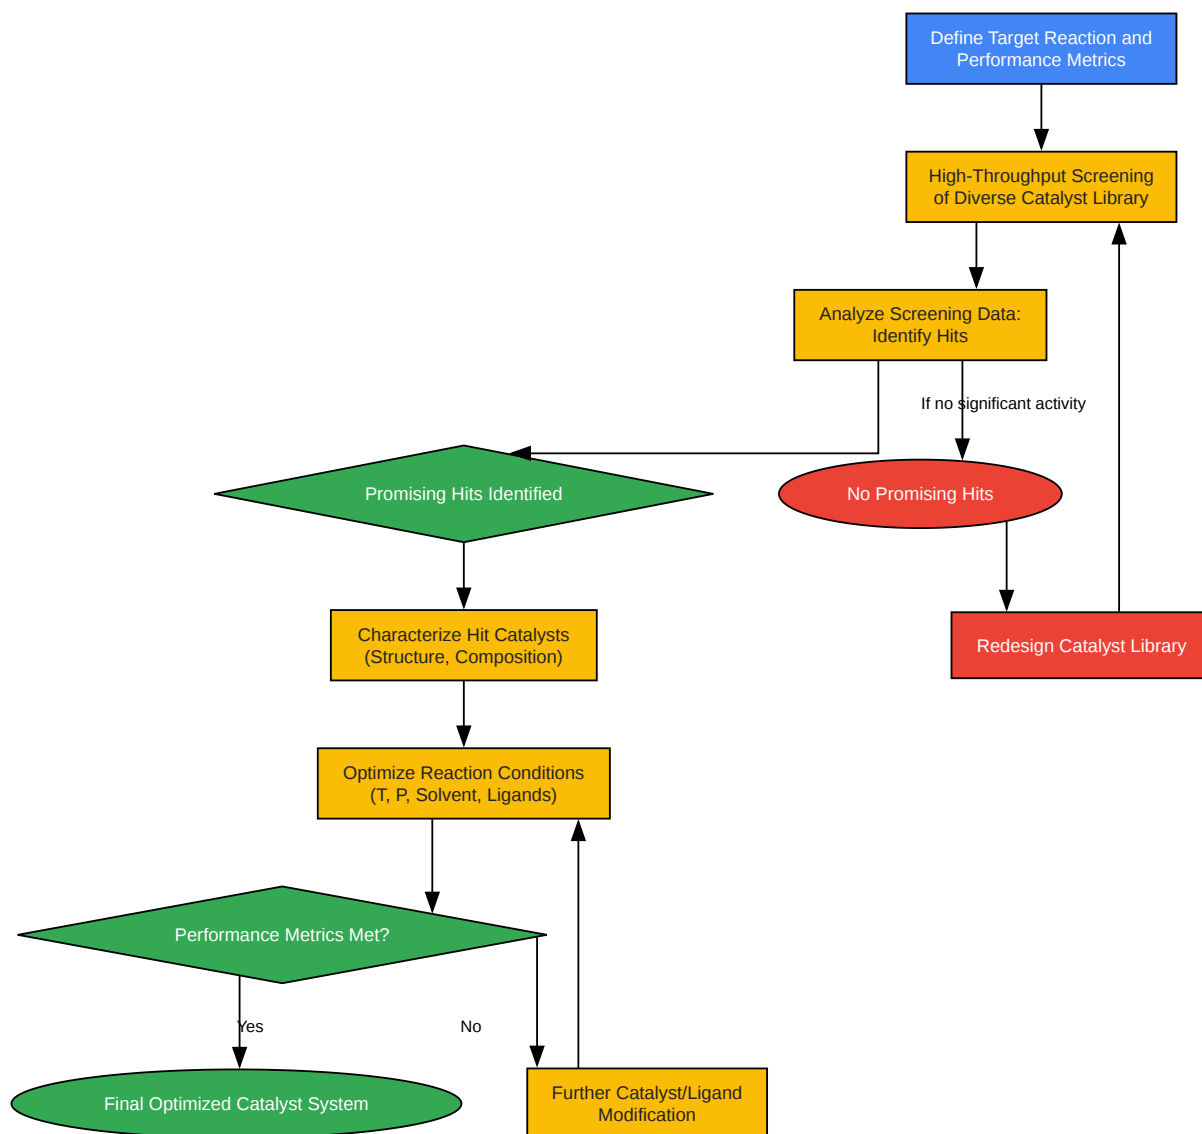 Define Target Reaction and
Performance Metrics
High-Throughput Screening
of Diverse Catalyst Library
Analyze Screening Data:
Identify Hits
If no significant activity
Promising Hits Identified
No Promising Hits
Characterize Hit Catalysts
(Structure, Composition)
Redesign Catalyst Library
Optimize Reaction Conditions
(T, P, Solvent, Ligands)
Performance Metrics Met?
Yes
No
Final Optimized Catalyst System
Further Catalyst/Ligand
Modification